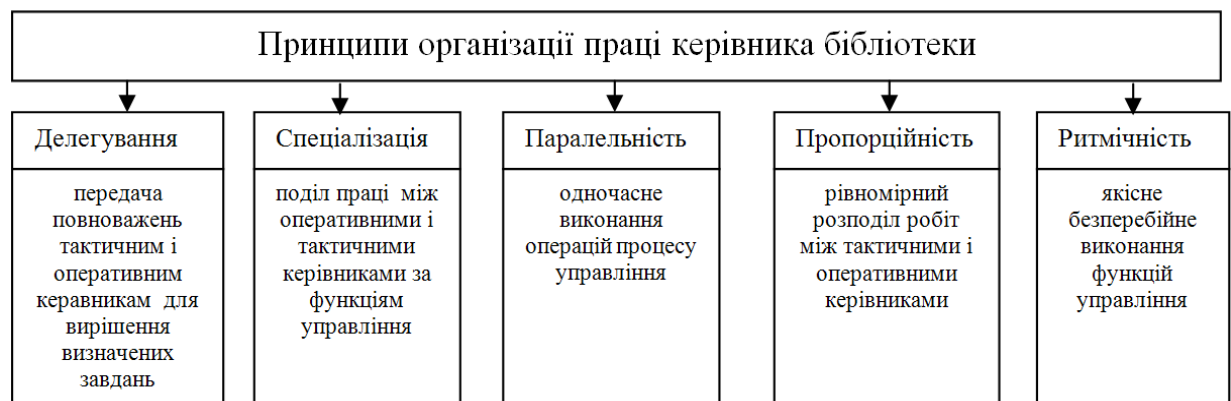 Принципи організації праці керівника бібліотеки
Делегування
передача
повноважень
тактичним і
оперативним
керавникам для
вирішення
визначених
завдань
Спеціалізація
поділ праці між
оперативними і
тактичними
керівниками за
функціям
управління
Паралельність
одночасне
виконання
операцій процесу
управління
Пропорційність
рівномірний
розподіл робіт
між тактичними і
оперативними
керівниками
Ритмічність
якісне
безперебійне
виконання
функцій
управління